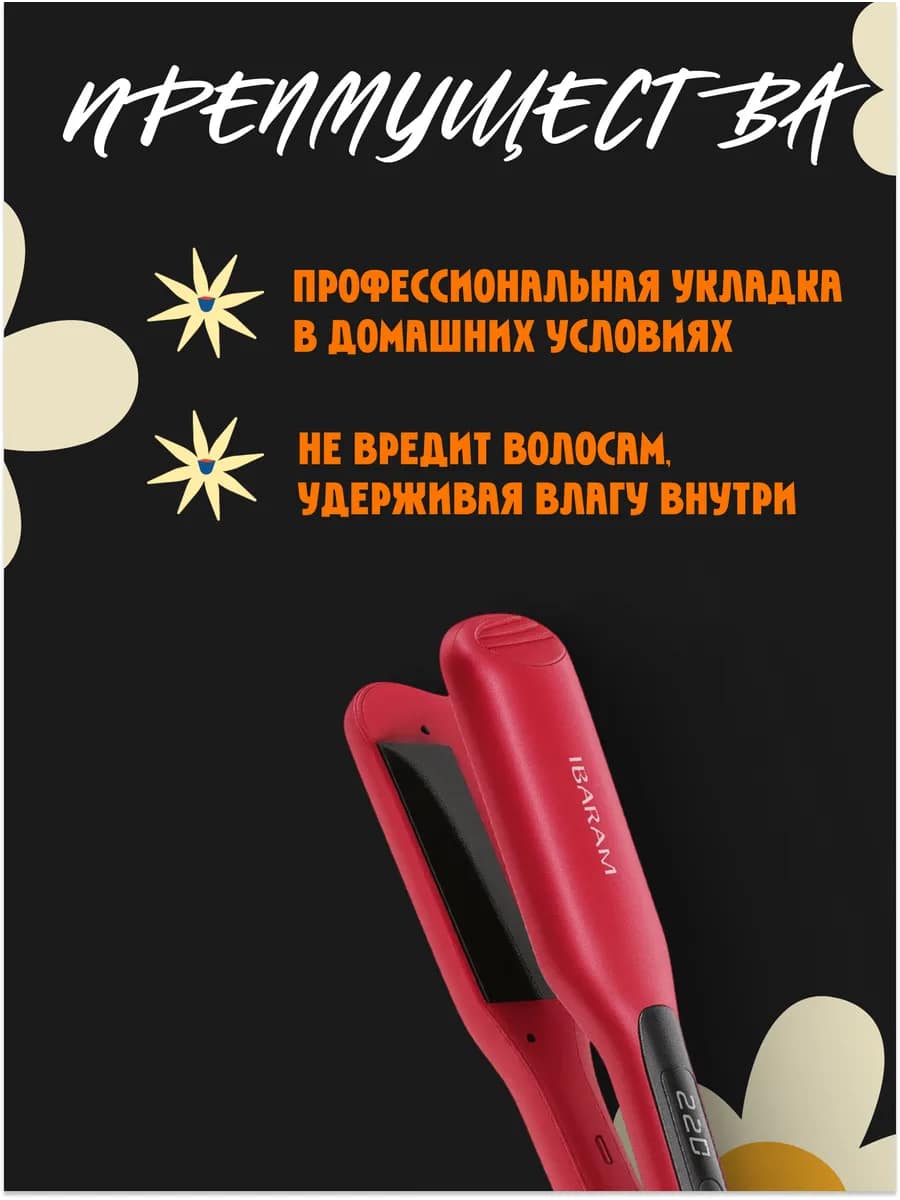 ПРЕИМУЩЕСТВА
ПРОФЕССИОНАЛЬНАЯ УКЛАДКА
В ДОМАШНИХ УСЛОВИЯХ
НЕ ВРЕДИТ ВОЛОСАМ,
УДЕРЖИВАЯ ВЛАГУ ВНУТРИ
IBARAM
220